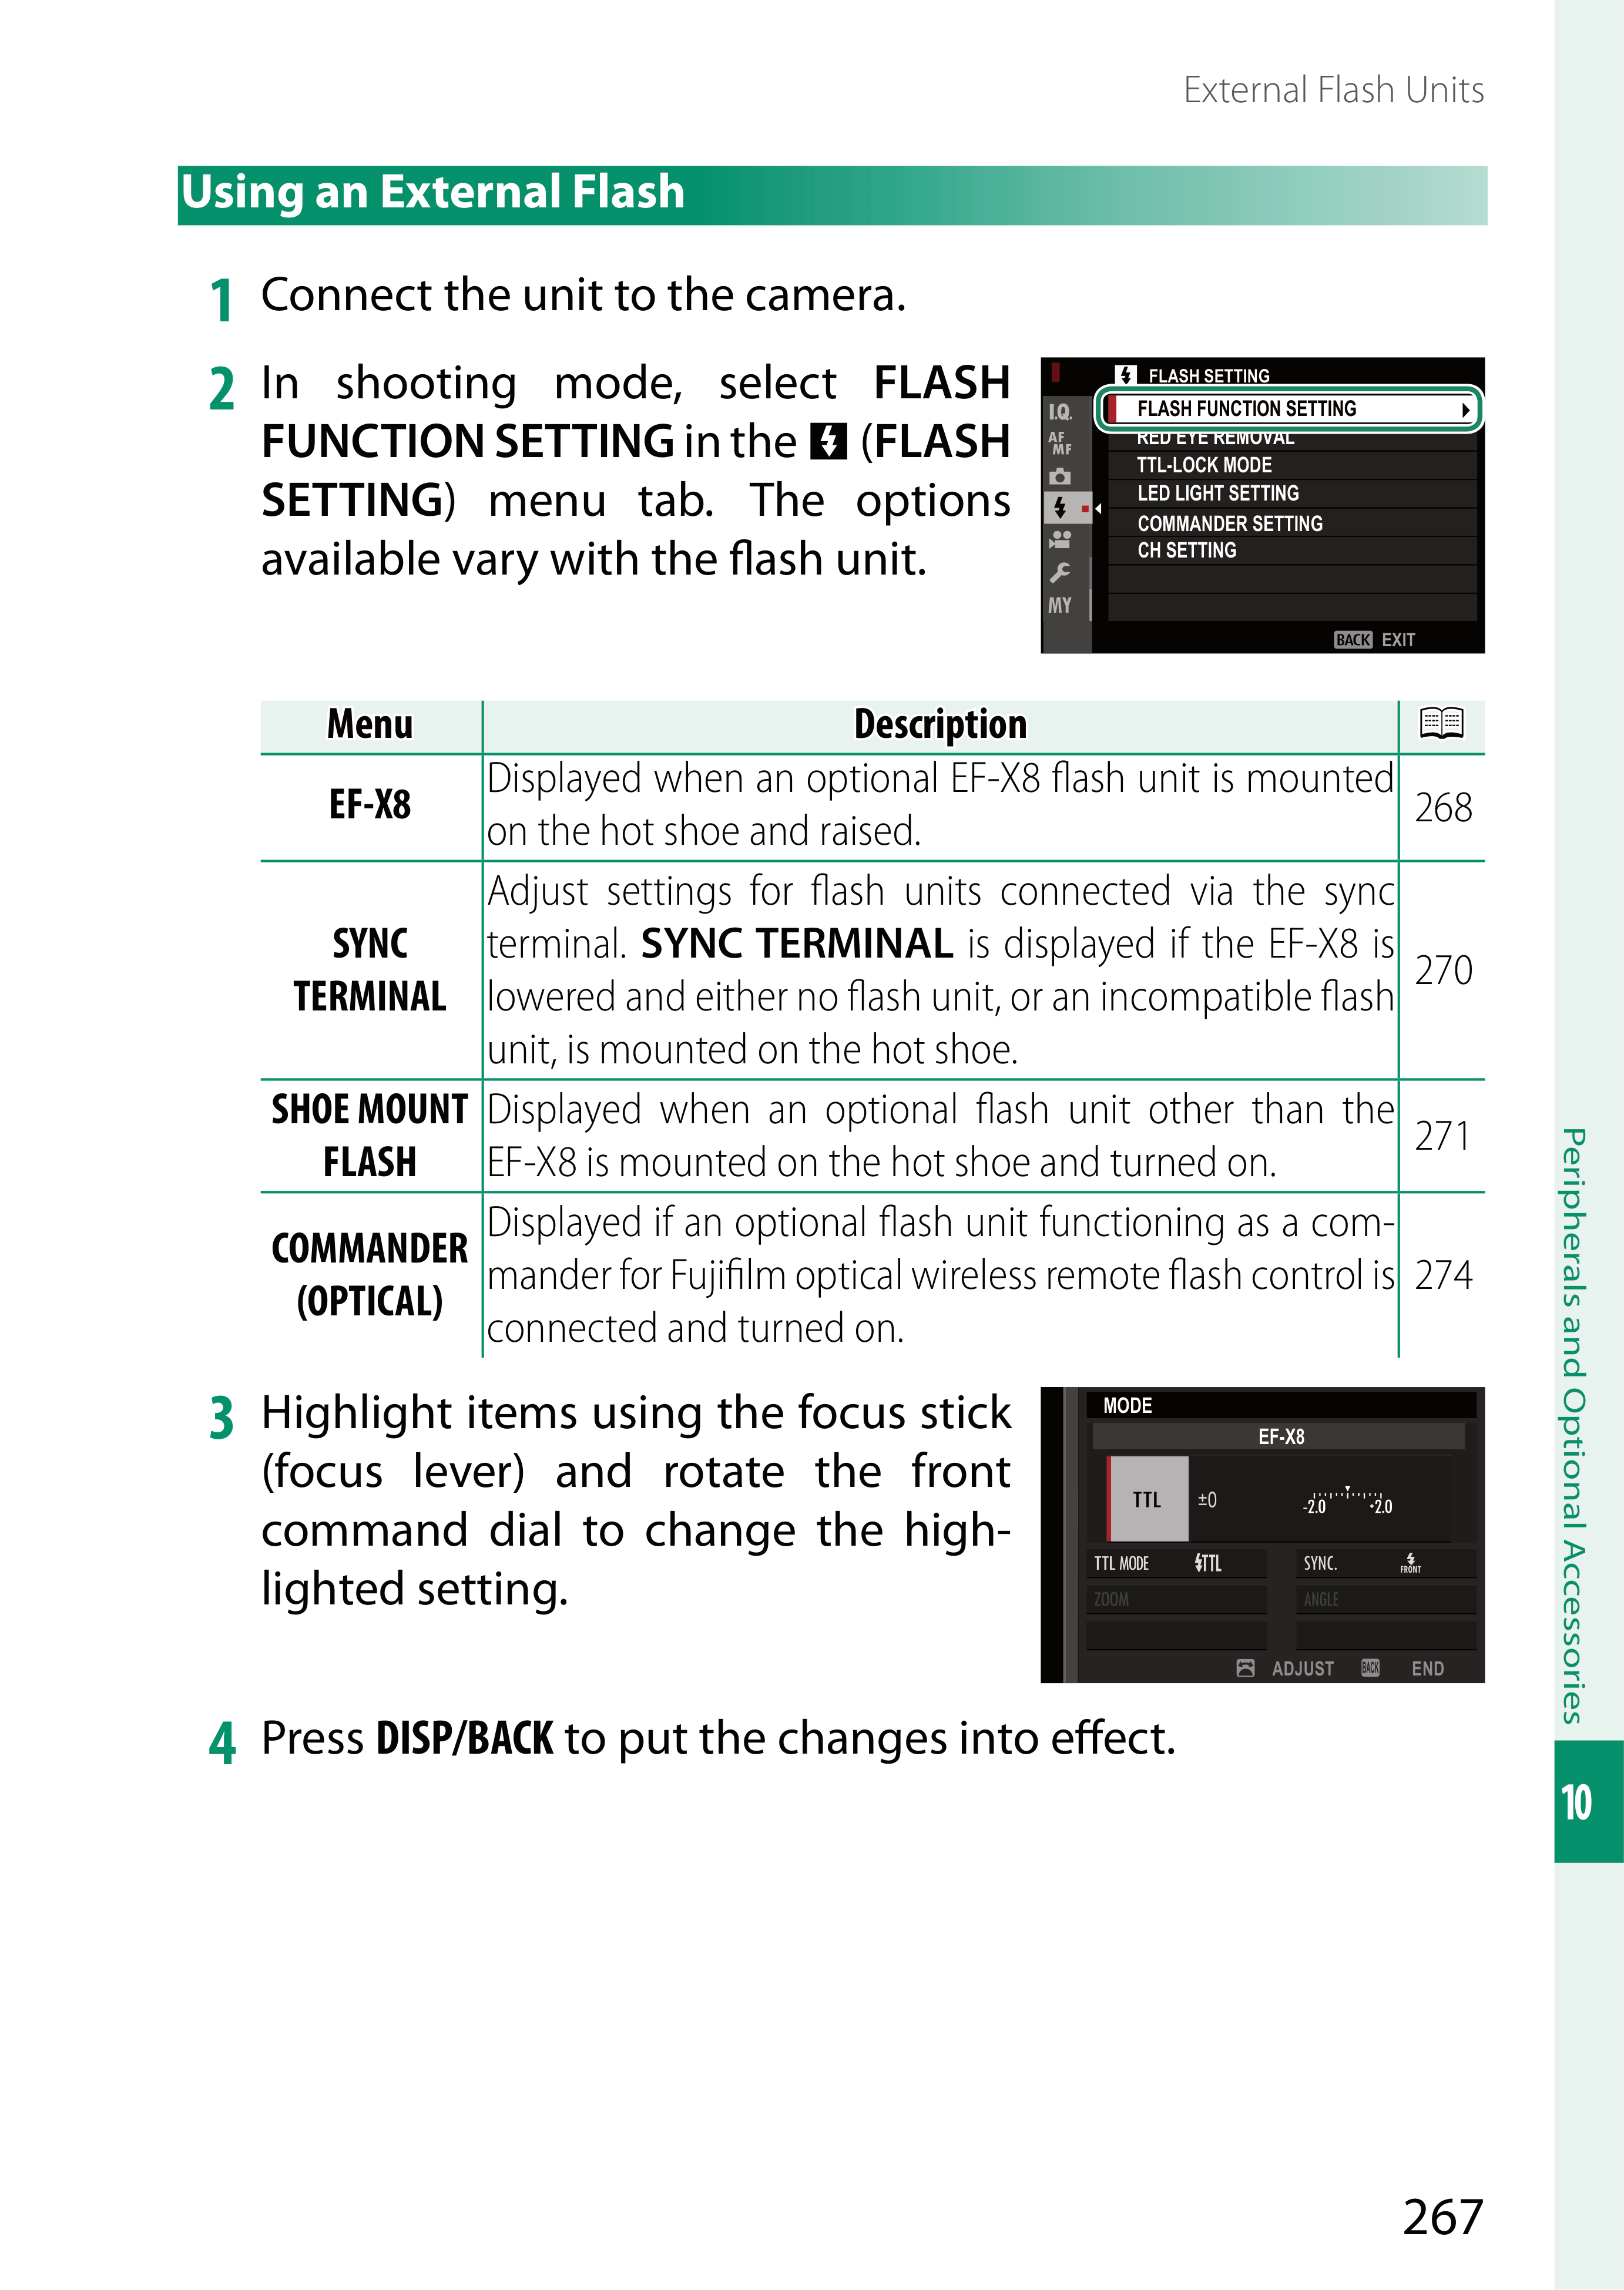 External Flash Units
Using an External Flash
1 Connect the unit to the camera.
2 In shooting mode, select FLASH
FUNCTION SETTING in the (FLASH
SETTING) menu tab. The options
available vary with the flash unit.
FLASH SETTING
FLASH FUNCTION SETTING
RED EYE REMOVAL
TTL-LOCK MODE
LED LIGHT SETTING
COMMANDER SETTING
CH SETTING
I.Q.
AF
MF
MY
BACK EXIT
Menu Description
EF-X8
Displayed when an optional EF-X8 flash unit is mounted
on the hot shoe and raised.
268
SYNC
TERMINAL
Adjust settings for flash units connected via the sync
terminal. SYNC TERMINAL is displayed if the EF-X8 is
lowered and either no flash unit, or an incompatible flash
unit, is mounted on the hot shoe.
270
SHOE MOUNT
FLASH
Displayed when an optional flash unit other than the
EF-X8 is mounted on the hot shoe and turned on.
271
COMMANDER
(OPTICAL)
Displayed if an optional flash unit functioning as a com-
mander for Fujifilm optical wireless remote flash control is
connected and turned on.
274
3 Highlight items using the focus stick
(focus lever) and rotate the front
command dial to change the high-
lighted setting.
MODE
EF-X8
TTL ±0 -2.0 +2.0
TTL MODE TTL SYNC. FRONT
ZOOM ANGLE
ADJUST BACK END
4 Press DISP/BACK to put the changes into effect.
Peripherals and Optional Accessories
10
267